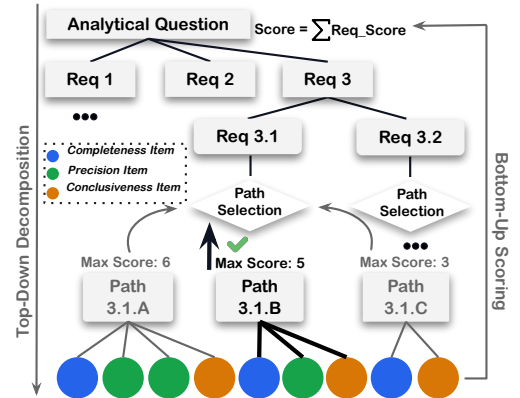 Analytical Question
Score = ∑Req_Score
Req 1
Req 2
Req 3
•••
Req 3.1
Req 3.2
Completeness Item
Precision Item
Conclusiveness Item
Path
Selection
Path
Selection
•••
Max Score: 6
Max Score: 5
Max Score: 3
Path
3.1.A
Path
3.1.B
Path
3.1.C
Top-Down Decomposition
Bottom-Up Scoring